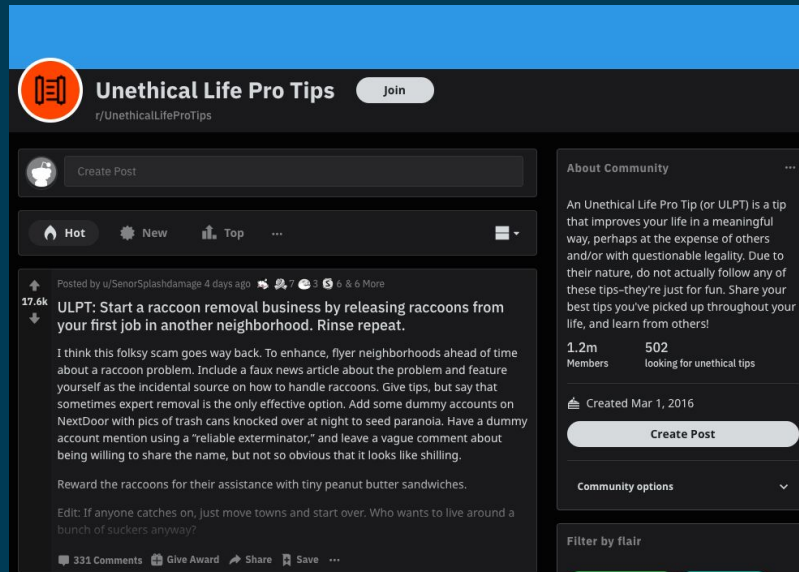 Unethical Life Pro Tips
Join
r/UnethicalLifeProTips
Create Post
Hot
New
Top
...
Posted by u/SenorSplashdamage 4 days ago 7 3 6 & 6 More
17.6k
ULPT: Start a raccoon removal business by releasing raccoons from
your first job in another neighborhood. Rinse repeat.
I think this folksy scam goes way back. To enhance, flyer neighborhoods ahead of time
about a raccoon problem. Include a faux news article about the problem and feature
yourself as the incidental source on how to handle raccoons. Give tips, but say that
sometimes expert removal is the only effective option. Add some dummy accounts on
NextDoor with pics of trash cans knocked over at night to seed paranoia. Have a dummy
account mention using a "reliable exterminator," and leave a vague comment about
being willing to share the name, but not so obvious that it looks like shilling.
Reward the raccoons for their assistance with tiny peanut butter sandwiches.
Edit: If anyone catches on, just move towns and start over. Who wants to live around a
bunch of suckers anyway?
331 Comments Give Award Share Save ...
About Community ...
An Unethical Life Pro Tip (or ULPT) is a tip
that improves your life in a meaningful
way, perhaps at the expense of others
and/or with questionable legality. Due to
their nature, do not actually follow any of
these tips–they're just for fun. Share your
best tips you've picked up throughout your
life, and learn from others!
1.2m 502
Members looking for unethical tips
Created Mar 1, 2016
Create Post
Community options
Filter by flair